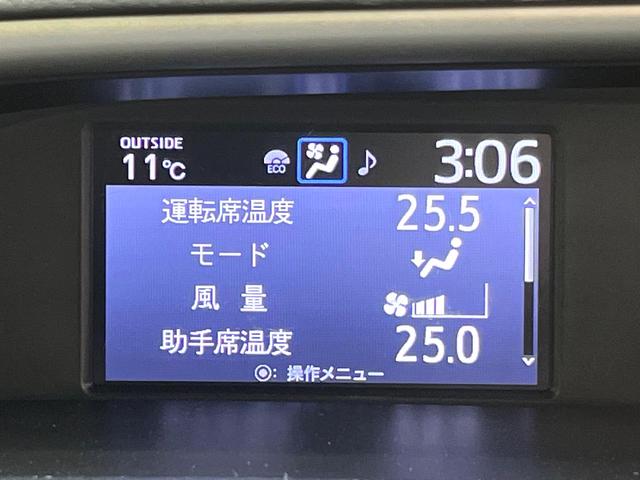 OUTSIDE
11℃ ECO 3:06
運転席温度 25.5
モード
風量
助手席温度 25.0
◉: 操作メニュー